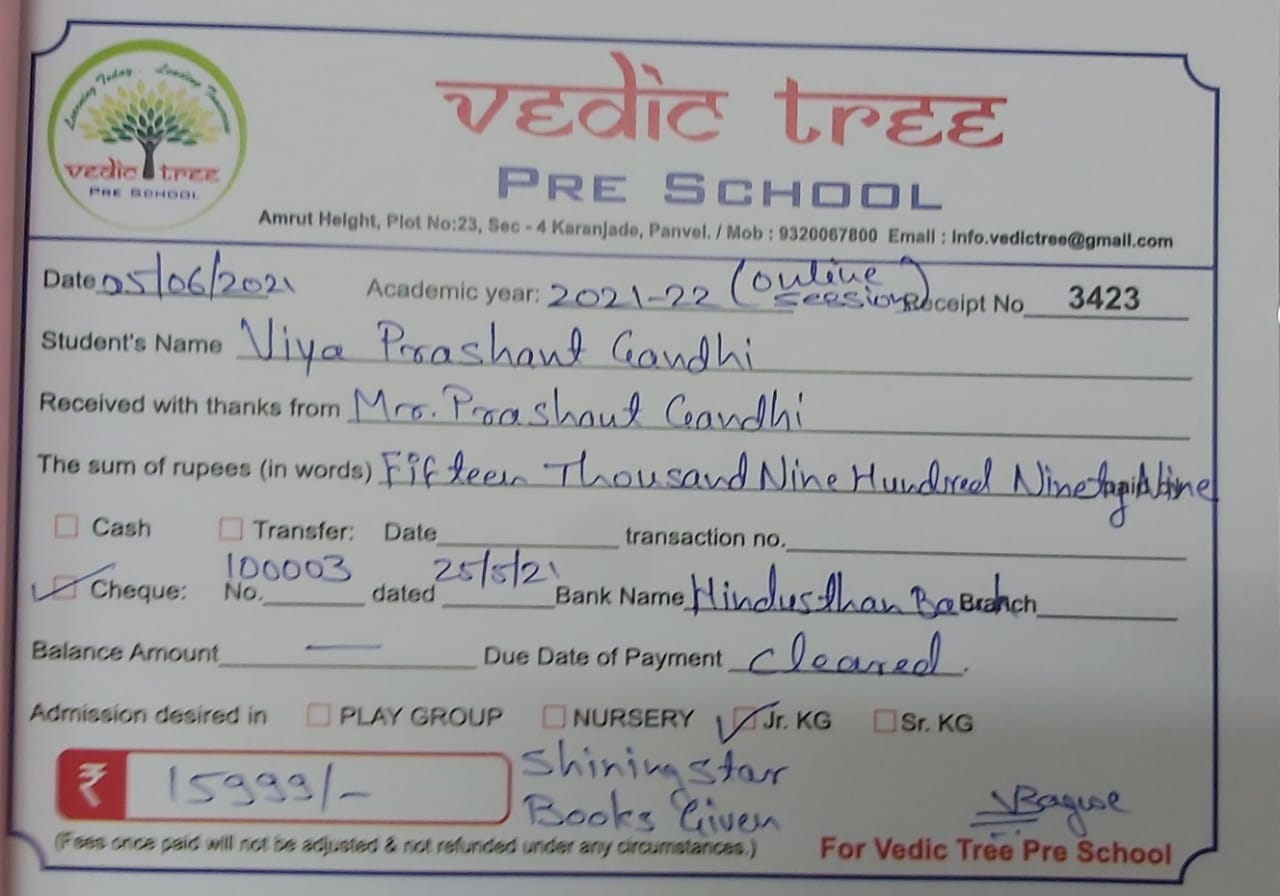 Learning Today... Leading Tomorrow
vedic tree
PRE SCHOOL
vedic tree
PRE SCHOOL
Amrut Height, Plot No:23, Sec - 4 Karanjade, Panvel. / Mob : 9320067800 Email : Info.vedictree@gmail.com
Date 05/06/2021 Academic year: 2021-22 (online session) Receipt No 3423
Student's Name Viya Prashant Gandhi
Received with thanks from Mr. Prashant Gandhi
The sum of rupees (in words) Fifteen Thousand Nine Hundred Ninety Nine
Cash Transfer: Date transaction no.
Cheque: No. 100003 dated 25/5/21 Bank Name Hindusthan Branch
Balance Amount — Due Date of Payment Cleared.
Admission desired in PLAY GROUP NURSERY Jr. KG Sr. KG
₹ 15999/- Shining star
Books Given
(Fees once paid will not be adjusted & not refunded under any circumstances.) For Vedic Tree Pre School